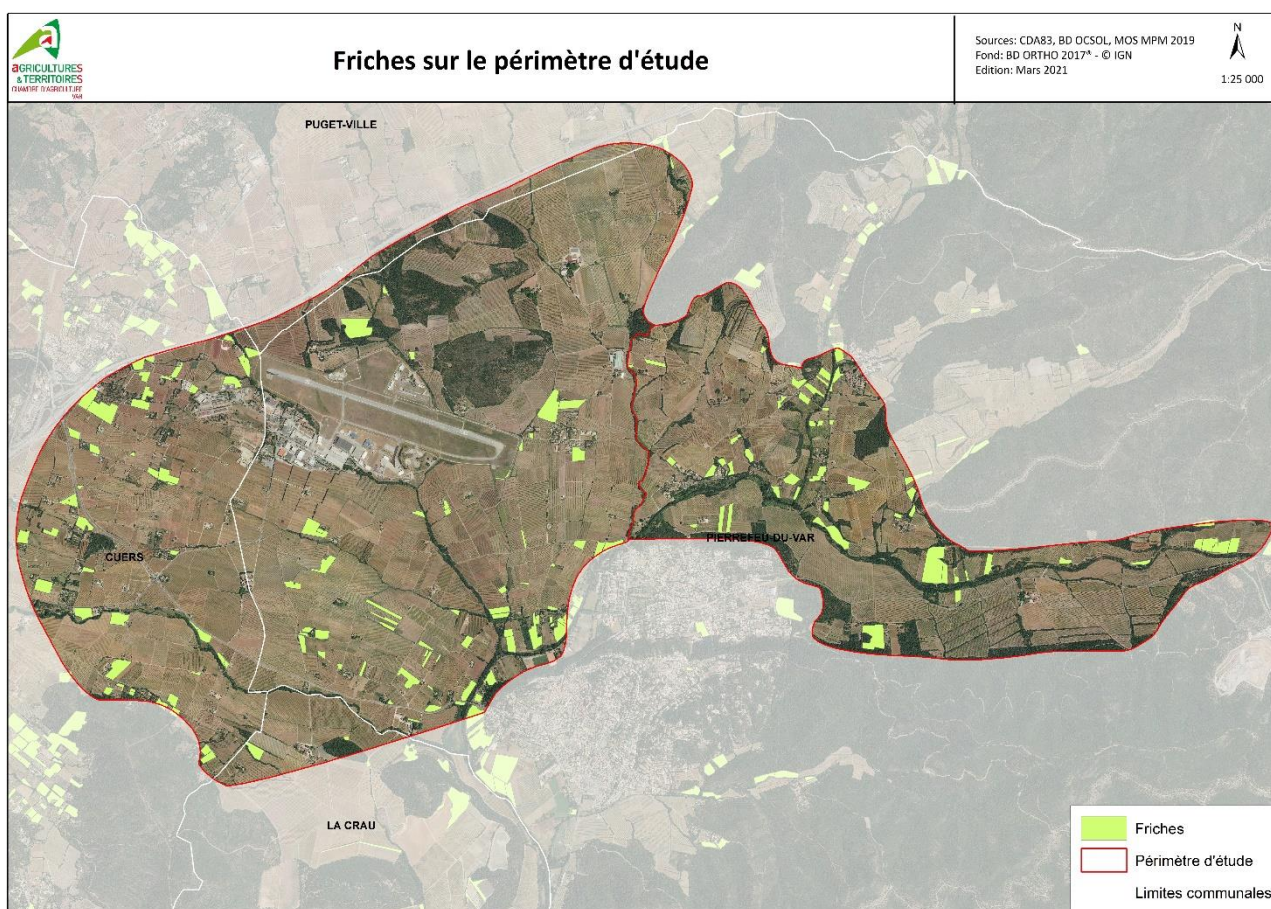 aGRICULTURES
& TERRITOIRES
CHAMBRE D'AGRICULTURE
VAR
Friches sur le périmètre d'étude
Sources: CDA83, BD OCSOL, MOS MPM 2019
Fond: BD ORTHO 2017® - © IGN
Edition: Mars 2021
N
1:25 000
PUGET-VILLE
CUERS
PIERREFEU-DU-VAR
LA CRAU
Friches
Périmètre d'étude
Limites communales